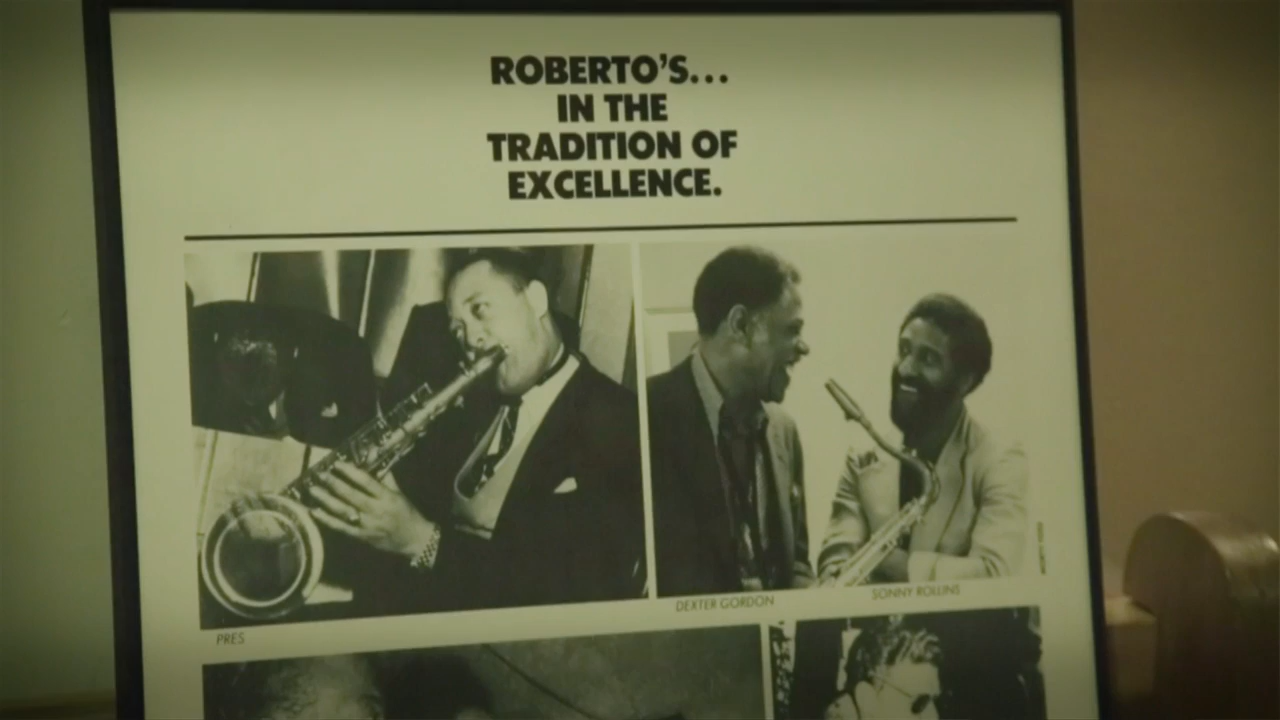 ROBERTO'S...
IN THE
TRADITION OF
EXCELLENCE.
PRES
DEXTER GORDON
SONNY ROLLINS